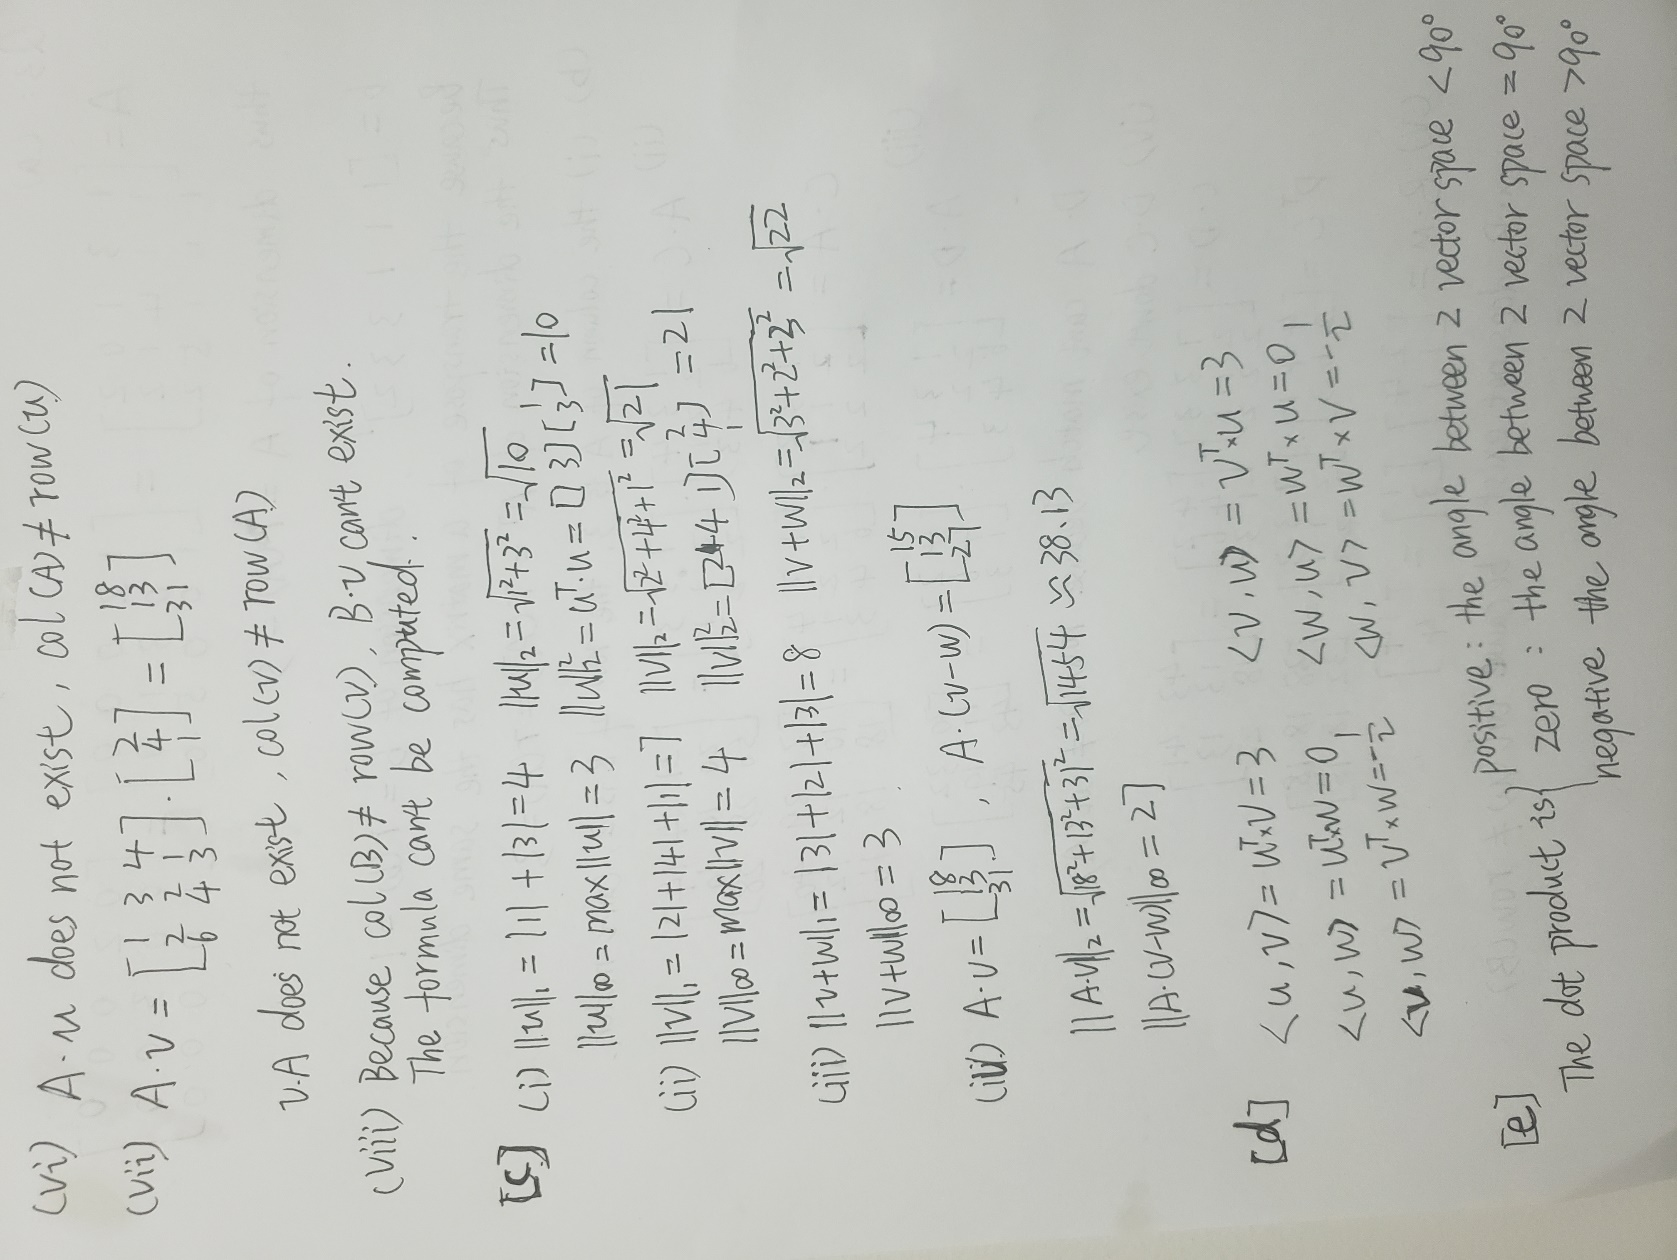 (vi) A·u does not exist, col(A) ≠ row(u)
(vii) A·v = [1 3 4; 2 2 1; 6 4 3] · [2; 4; 1] = [18; 13; 31]
v·A does not exist, col(v) ≠ row(A)
(viii) Because col(B) ≠ row(v), B·v can't exist.
The formula can't be computed.
[c] (i) ||u||₁ = |1| + |3| = 4 ||u||₂ = √(1²+3²) = √10
||u||∞ = max||u|| = 3 ||u||₂² = uᵀ·u = [1 3][1; 3] = 10
(ii) ||v||₁ = |2|+|4|+|1| = 7 ||v||₂ = √(2²+4²+1²) = √21
||v||∞ = max||v|| = 4 ||v||₂² = [2 4 1][2; 4; 1] = 21
(iii) ||v+w||₁ = |3|+|2|+|3| = 8 ||v+w||₂ = √(3²+2²+3²) = √22
||v+w||∞ = 3
(iiii) A·v = [18; 13; 31], A·(v-w) = [15; 13; 27]
||A·v||₂ = √(18²+13²+31²) = √1454 ≈ 38.13
||A·(v-w)||∞ = 27
[d] <u,v> = uᵀ×v = 3 <v,u> = vᵀ×u = 3
<u,w> = uᵀ×w = 0 <w,u> = wᵀ×u = 0
<v,w> = vᵀ×w = -1/2 <w,v> = wᵀ×v = -1/2
[e] positive: the angle between 2 vector space < 90°
The dot product is zero: the angle between 2 vector space = 90°
negative the angle between 2 vector space > 90°